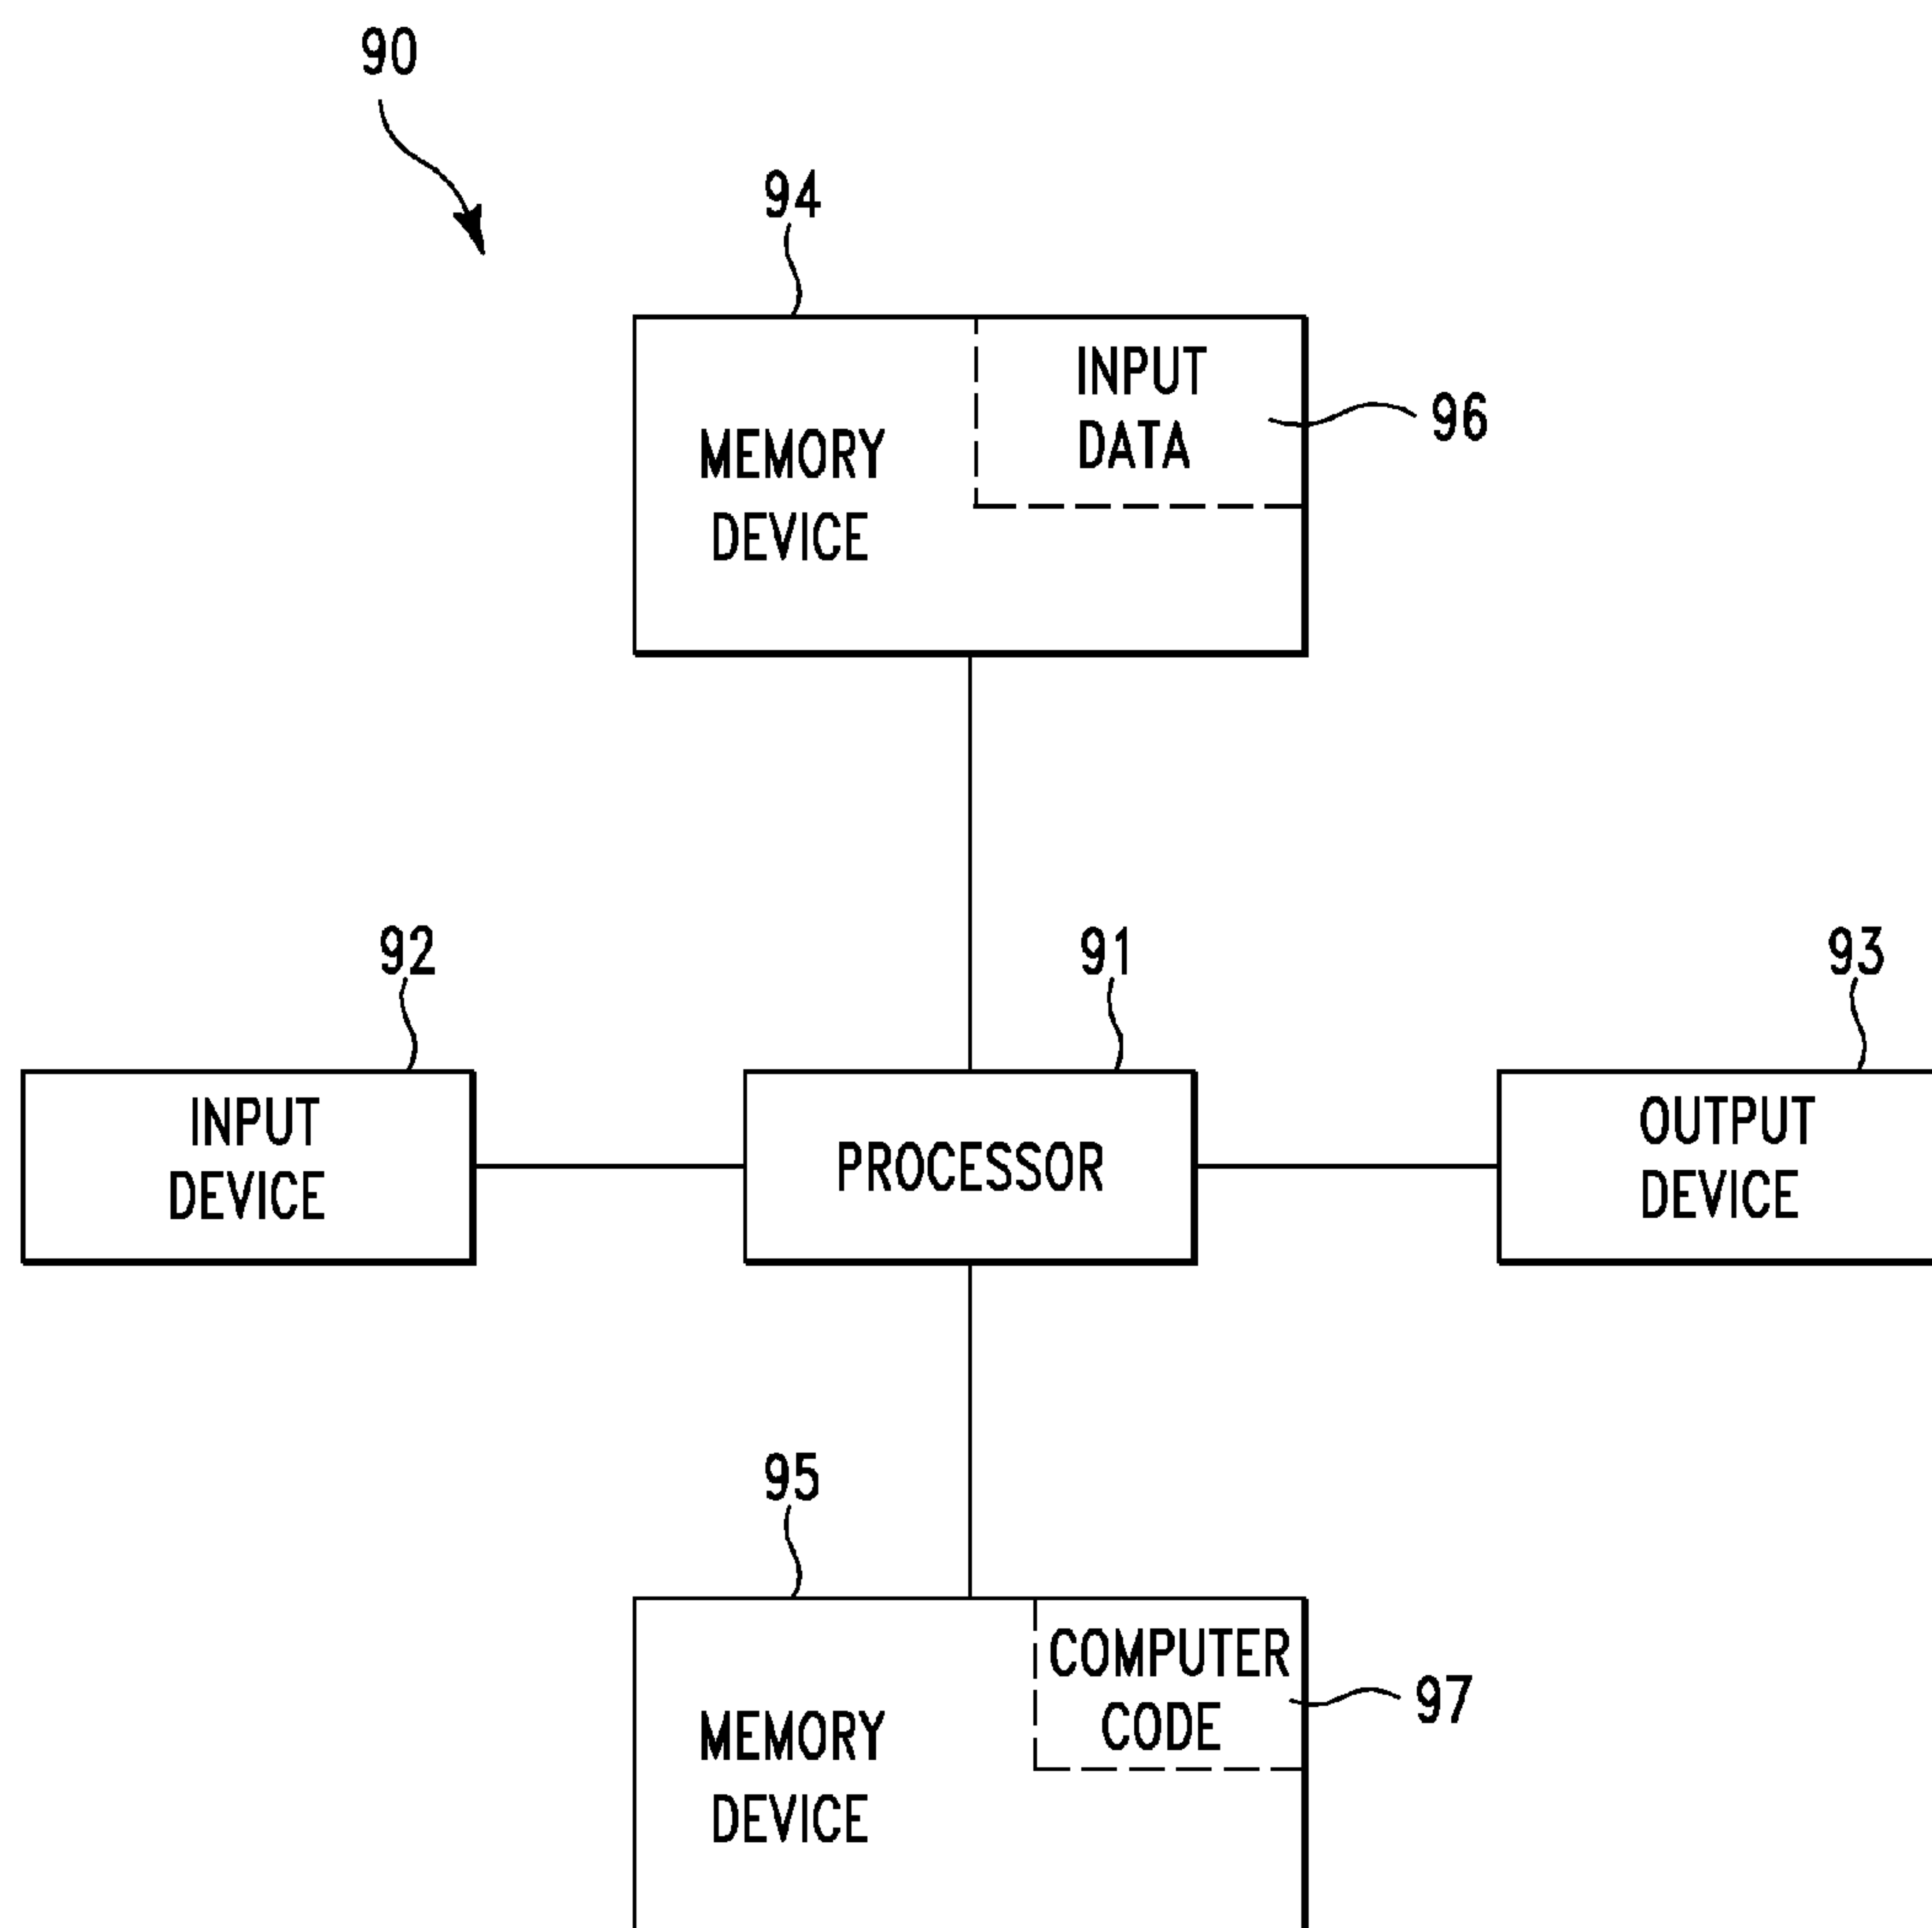 90
94
INPUT
DATA
96
MEMORY
DEVICE
92
91
93
INPUT
DEVICE
PROCESSOR
OUTPUT
DEVICE
95
COMPUTER
CODE
97
MEMORY
DEVICE